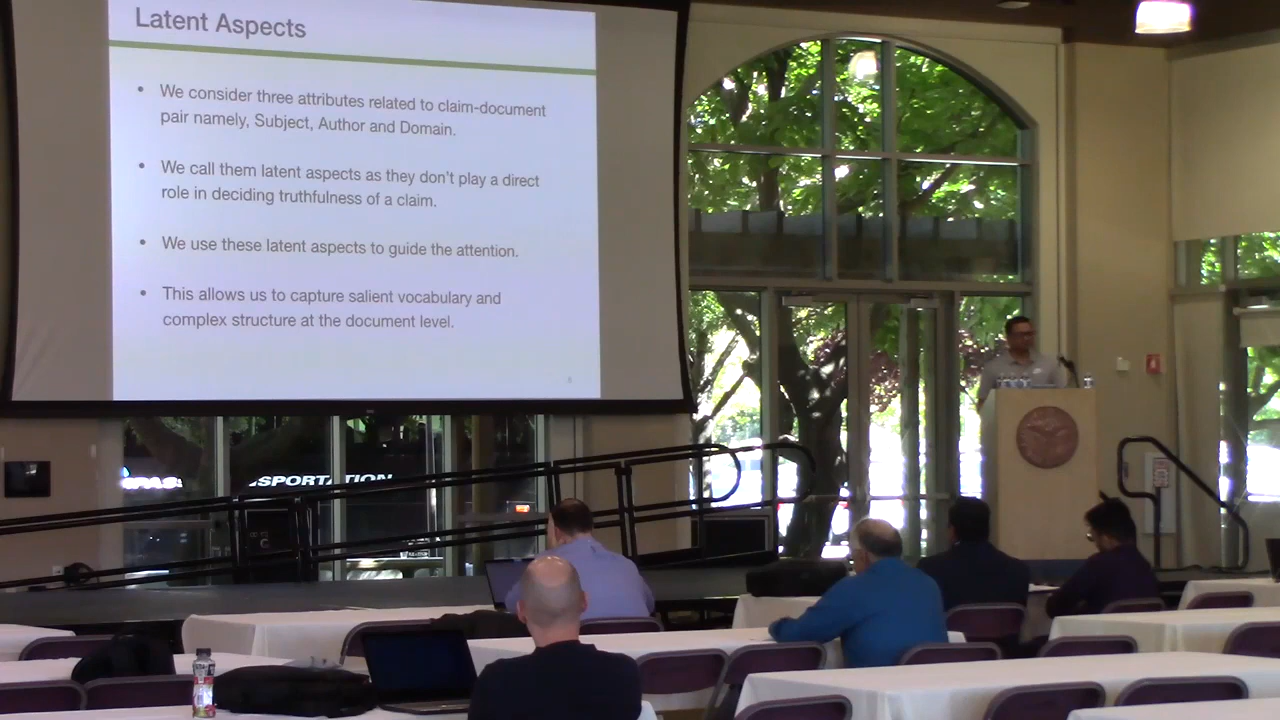 Latent Aspects
• We consider three attributes related to claim-document
pair namely, Subject, Author and Domain.
• We call them latent aspects as they don't play a direct
role in deciding truthfulness of a claim.
• We use these latent aspects to guide the attention.
• This allows us to capture salient vocabulary and
complex structure at the document level.